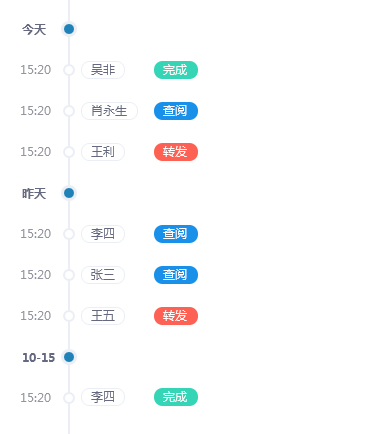 今天
15:20 吴非 完成
15:20 肖永生 查阅
15:20 王利 转发
昨天
15:20 李四 查阅
15:20 张三 查阅
15:20 王五 转发
10-15
15:20 李四 完成